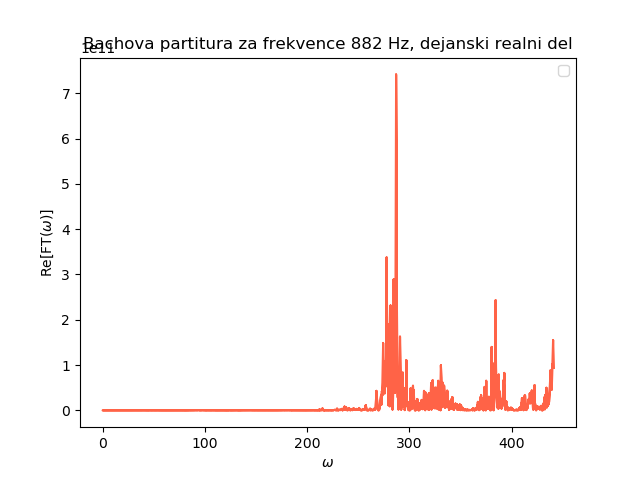 Bachova partitura za frekvence 882 Hz, dejanski realni del
1e11
7
6
5
4
3
2
1
0
Re[FT(ω)]
0 100 200 300 400
ω